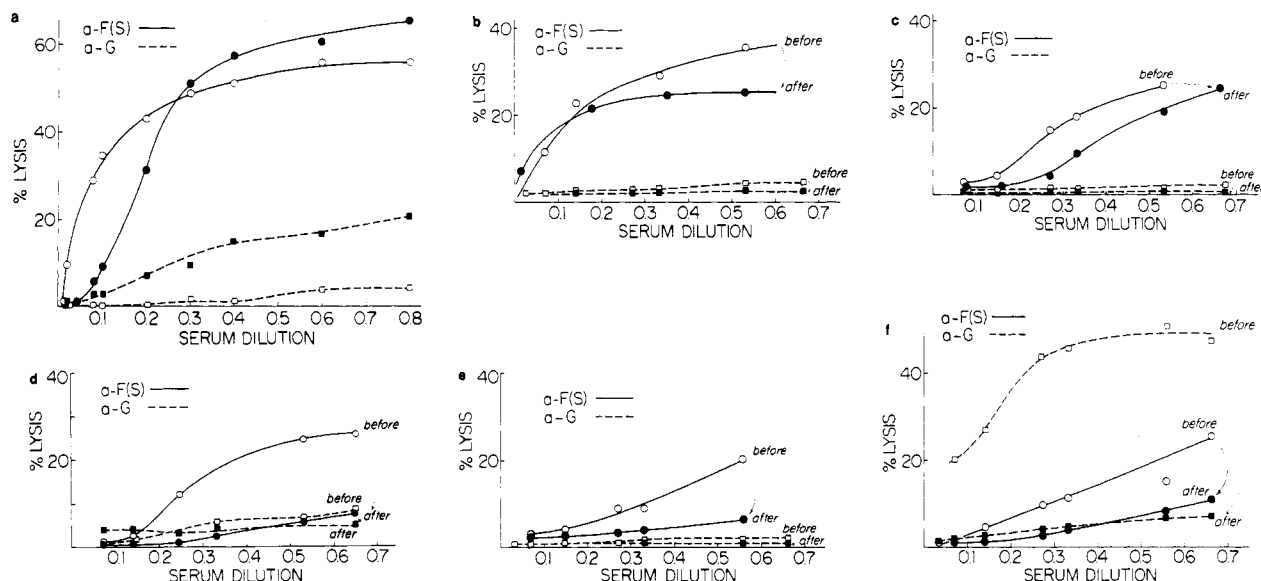 a
a-F(S)
a-G
60
40
20
% LYSIS
0.1 0.2 0.3 0.4 0.5 0.6 0.7 0.8
SERUM DILUTION
b
a-F(S)
a-G
40
20
% LYSIS
before
after
before
after
0.1 0.2 0.3 0.4 0.5 0.6 0.7
SERUM DILUTION
c
a-F(S)
a-G
40
20
% LYSIS
before
after
before
after
0.1 0.2 0.3 0.4 0.5 0.6 0.7
SERUM DILUTION
d
a-F(S)
a-G
40
20
% LYSIS
before
before
after
after
0.1 0.2 0.3 0.4 0.5 0.6 0.7
SERUM DILUTION
e
a-F(S)
a-G
40
20
% LYSIS
before
after
before
after
0.1 0.2 0.3 0.4 0.5 0.6 0.7
SERUM DILUTION
f
a-F(S)
a-G
40
20
% LYSIS
before
before
after
after
0.1 0.2 0.3 0.4 0.5 0.6 0.7
SERUM DILUTION